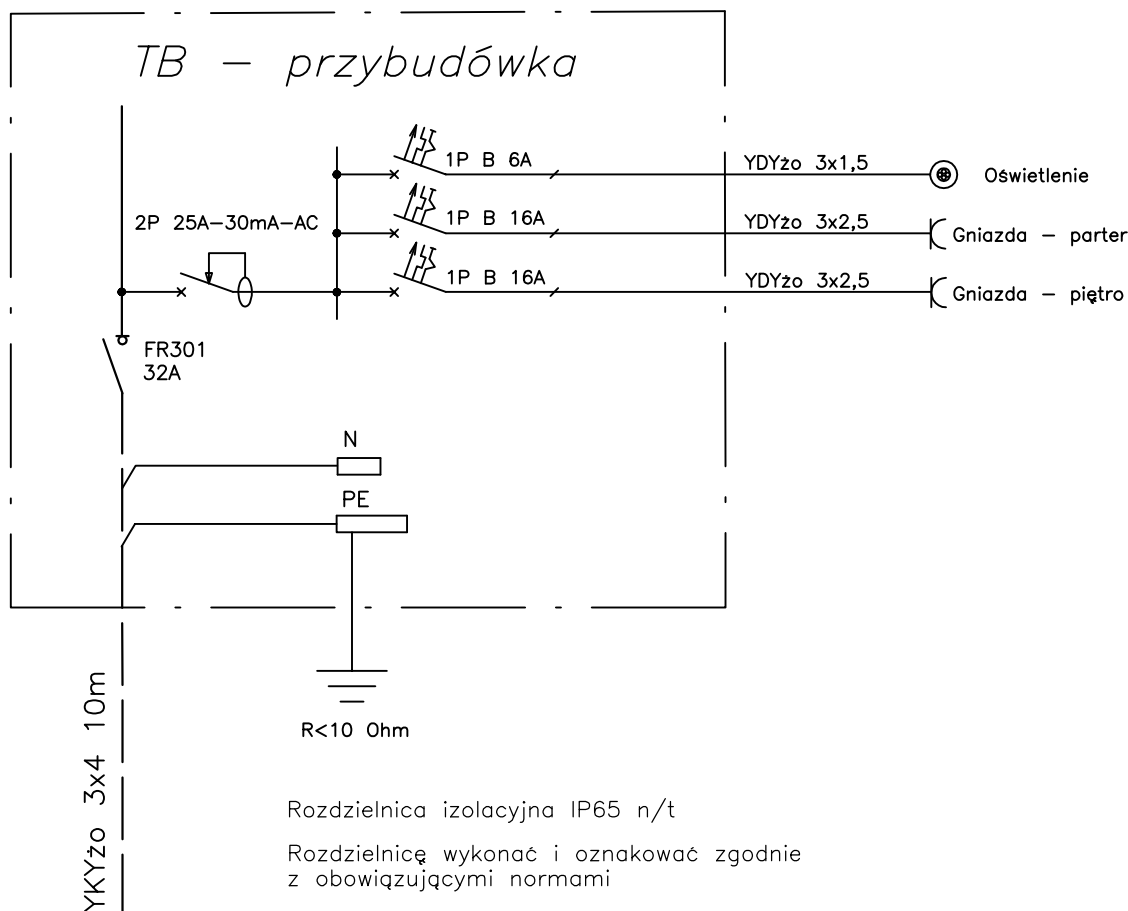 TB – przybudówka
1P B 6A
YDYżo 3x1,5
Oświetlenie
2P 25A–30mA–AC
1P B 16A
YDYżo 3x2,5
Gniazda – parter
1P B 16A
YDYżo 3x2,5
Gniazda – piętro
FR301
32A
N
PE
R<10 Ohm
YKYżo 3x4 10m
Rozdzielnica izolacyjna IP65 n/t
Rozdzielnicę wykonać i oznakować zgodnie
z obowiązującymi normami